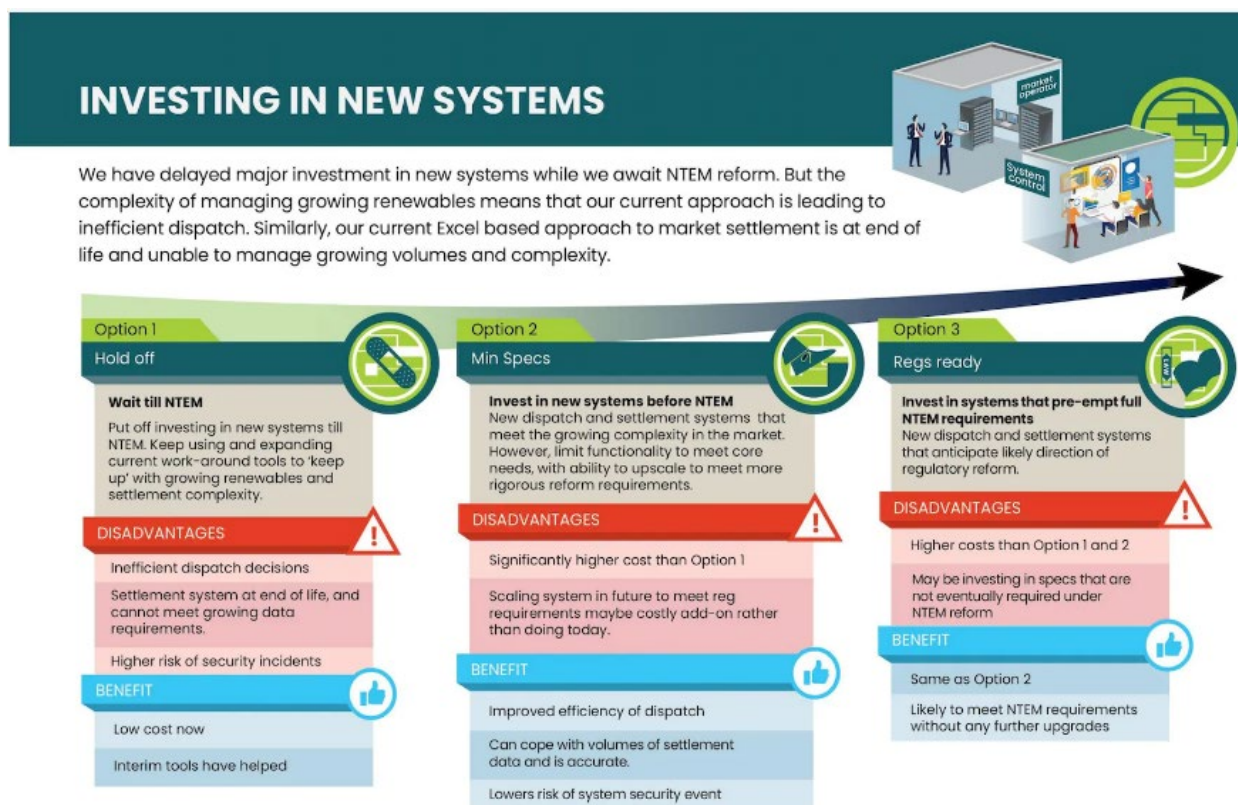 INVESTING IN NEW SYSTEMS
market
operator
System
control
We have delayed major investment in new systems while we await NTEM reform. But the
complexity of managing growing renewables means that our current approach is leading to
inefficient dispatch. Similarly, our current Excel based approach to market settlement is at end of
life and unable to manage growing volumes and complexity.
Option 1
Hold off
Wait till NTEM
Put off investing in new systems till
NTEM. Keep using and expanding
current work-around tools to ‘keep
up’ with growing renewables and
settlement complexity.
DISADVANTAGES
Inefficient dispatch decisions
Settlement system at end of life, and
cannot meet growing data
requirements.
Higher risk of security incidents
BENEFIT
Low cost now
Interim tools have helped
Option 2
Min Specs
Invest in new systems before NTEM
New dispatch and settlement systems that
meet the growing complexity in the market.
However, limit functionality to meet core
needs, with ability to upscale to meet more
rigorous reform requirements.
DISADVANTAGES
Significantly higher cost than Option 1
Scaling system in future to meet reg
requirements maybe costly add-on rather
than doing today.
BENEFIT
Improved efficiency of dispatch
Can cope with volumes of settlement
data and is accurate.
Lowers risk of system security event
Option 3
Regs ready
LAW
Invest in systems that pre-empt full
NTEM requirements
New dispatch and settlement systems
that anticipate likely direction of
regulatory reform.
DISADVANTAGES
Higher costs than Option 1 and 2
May be investing in specs that are
not eventually required under
NTEM reform
BENEFIT
Same as Option 2
Likely to meet NTEM requirements
without any further upgrades